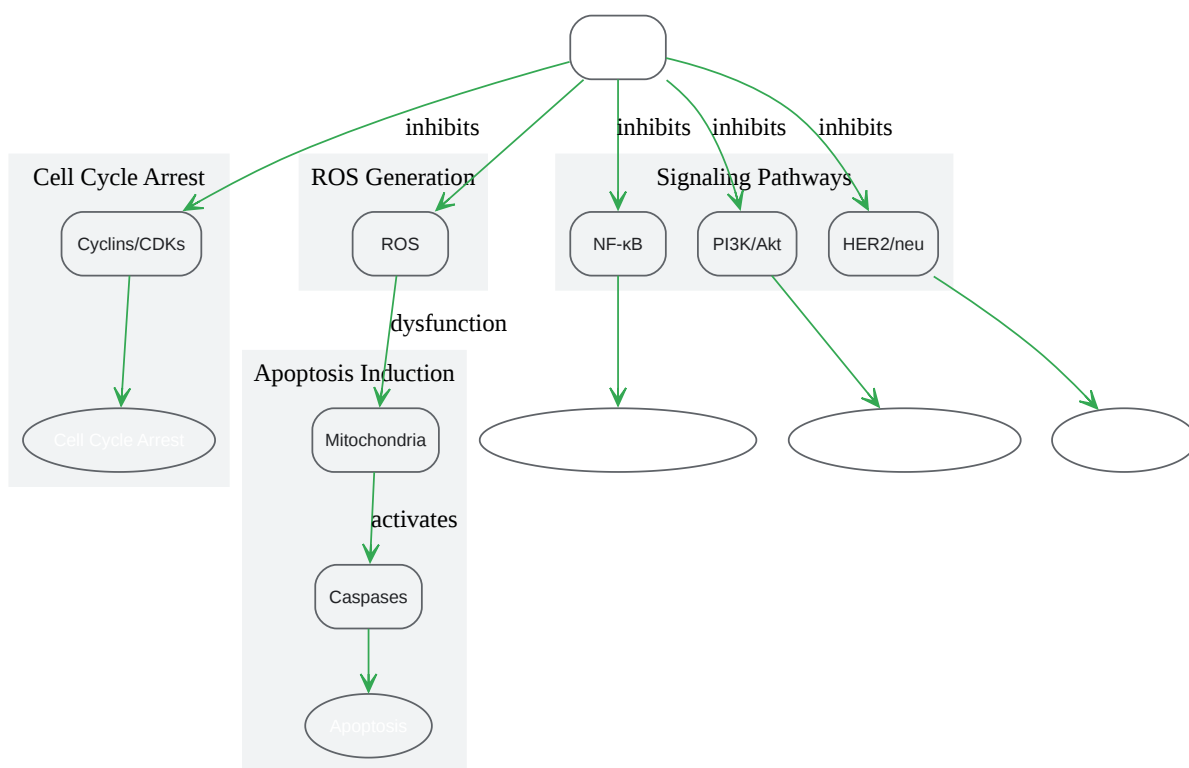 inhibits
inhibits
inhibits
inhibits
Cell Cycle Arrest
ROS Generation
Signaling Pathways
Cyclins/CDKs
ROS
NF-κB
PI3K/Akt
HER2/neu
dysfunction
Apoptosis Induction
Cell Cycle Arrest
Mitochondria
activates
Caspases
Apoptosis